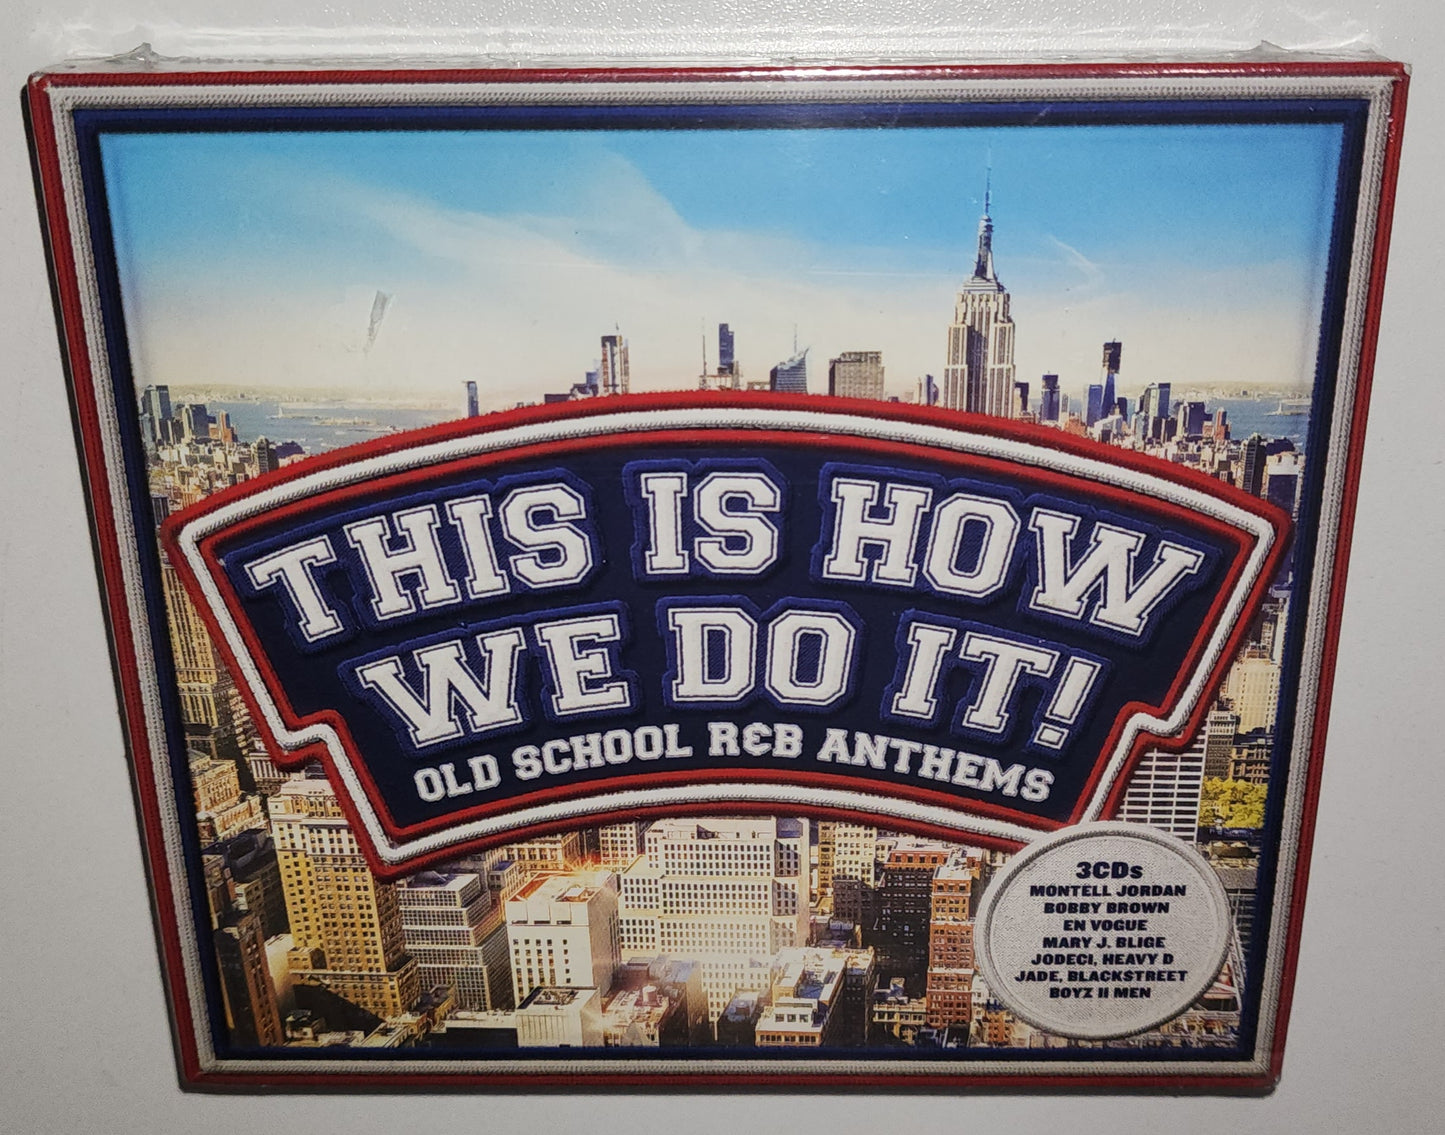 THIS IS HOW
WE DO IT!
OLD SCHOOL R&B ANTHEMS
3CDs
MONTELL JORDAN
BOBBY BROWN
EN VOGUE
MARY J. BLIGE
JODECI, HEAVY D
JADE, BLACKSTREET
BOYZ II MEN